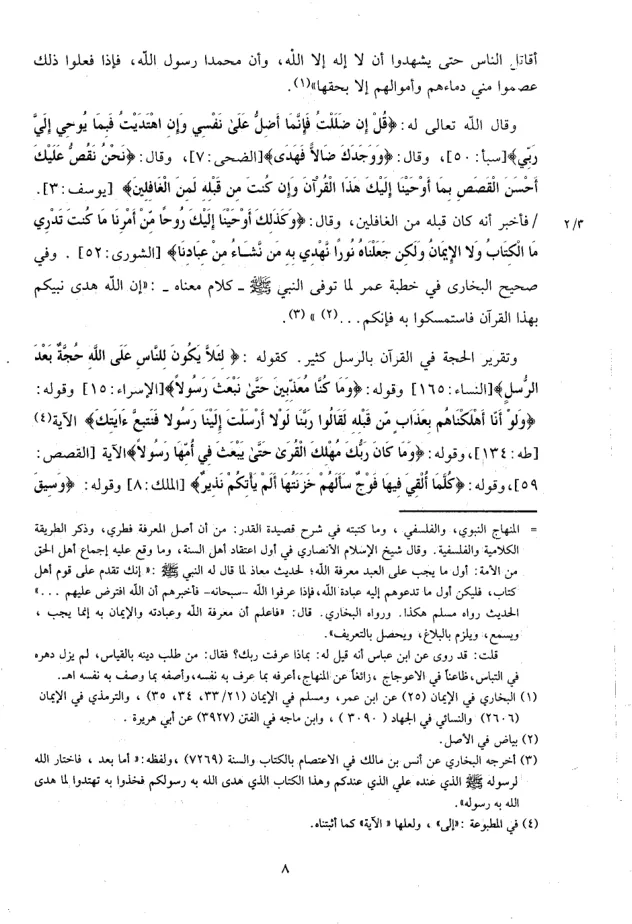 أقاتل الناس حتى يشهدوا أن لا إله إلا الله، وأن محمدا رسول الله، فإذا فعلوا ذلك
عصموا مني دماءهم وأموالهم إلا بحقها»(١).
وقال الله تعالى له: ﴿قُلْ إِن ضَلَلْتُ فَإِنَّمَا أَضِلُّ عَلَىٰ نَفْسِي وَإِن اهْتَدَيْتُ فَبِمَا يُوحِي إِلَيَّ
رَبِّي﴾[سبأ:٥٠]، وقال: ﴿وَوَجَدَكَ ضَالاًّ فَهَدَى﴾[الضحى:٧]، وقال: ﴿نَحْنُ نَقُصُّ عَلَيْكَ
أَحْسَنَ الْقَصَصِ بِمَا أَوْحَيْنَا إِلَيْكَ هَذَا الْقُرْآنَ وَإِن كُنتَ مِن قَبْلِهِ لَمِنَ الْغَافِلِينَ﴾ [يوسف:٣].
٢/٣ / فأخبر أنه كان قبله من الغافلين، وقال: ﴿وَكَذَلِكَ أَوْحَيْنَا إِلَيْكَ رُوحًا مِّنْ أَمْرِنَا مَا كُنتَ تَدْرِي
مَا الْكِتَابُ وَلا الإِيمَانُ وَلَكِن جَعَلْنَاهُ نُورًا نَّهْدِي بِهِ مَن نَّشَاءُ مِنْ عِبَادِنَا﴾ [الشورى:٥٢] . وفي
صحيح البخارى في خطبة عمر لما توفى النبي ﷺ ـ كلام معناه ـ :«إن الله هدى نبيكم
بهذا القرآن فاستمسكوا به فإنكم...(٢) » (٣).
وتقرير الحجة في القرآن بالرسل كثير. كقوله :﴿ لِئَلاَّ يَكُونَ لِلنَّاسِ عَلَى اللَّهِ حُجَّةٌ بَعْدَ
الرُّسُلِ﴾[النساء:١٦٥] وقوله: ﴿وَمَا كُنَّا مُعَذِّبِينَ حَتَّىٰ نَبْعَثَ رَسُولاً﴾[الإسراء:١٥] وقوله:
﴿وَلَوْ أَنَّا أَهْلَكْنَاهُم بِعَذَابٍ مِّن قَبْلِهِ لَقَالُوا رَبَّنَا لَوْلا أَرْسَلْتَ إِلَيْنَا رَسُولا فَنَتَّبِعَ ءَايَاتِكَ﴾ الآية(٤)
[طه:١٣٤]،وقوله: ﴿وَمَا كَانَ رَبُّكَ مُهْلِكَ الْقُرَىٰ حَتَّىٰ يَبْعَثَ فِي أُمِّهَا رَسُولاً﴾الآية [القصص:
٥٩]،وقوله: ﴿كُلَّمَا أُلْقِيَ فِيهَا فَوْجٌ سَأَلَهُمْ خَزَنَتُهَا أَلَمْ يَأْتِكُمْ نَذِيرٌ﴾ [الملك:٨] وقوله: ﴿وَسِيقَ
= المنهاج النبوي، والفلسفي ، وما كتبته في شرح قصيدة القدر: من أن أصل المعرفة فطري، وذكر الطريقة
الكلامية والفلسفية. وقال شيخ الإسلام الأنصاري في أول اعتقاد أهل السنة، وما وقع عليه إجماع أهل الحق
من الأمة: أول ما يجب على العبد معرفة الله؛ لحديث معاذ لما قال له النبي ﷺ :« إنك تقدم على قوم أهل
كتاب، فليكن أول ما تدعوهم إليه عبادة الله،فإذا عرفوا الله -سبحانه- فأخبرهم أن الله افترض عليهم ...»
الحديث رواه مسلم هكذا. ورواه البخاري. قال: «فاعلم أن معرفة الله وعبادته والإيمان به إنما يجب ،
ويسمع، ويلزم بالبلاغ، ويحصل بالتعريف».
قلت: قد روى عن ابن عباس أنه قيل له: بماذا عرفت ربك؟ فقال: من طلب دينه بالقياس، لم يزل دهره
في التباس،ظاعناً في الاعوجاج ، زائغاً عن المنهاج،أعرفه بما عرف به نفسه،وأصفه بما وصف به نفسه اهـ.
(١) البخاري في الإيمان (٢٥) عن ابن عمر، ومسلم في الإيمان (٣٣/٢١، ٣٤، ٣٥) ، والترمذي في الإيمان
(٢٦٠٦) والنسائي في الجهاد ( ٣٠٩٠ ) ، وابن ماجه في الفتن (٣٩٢٧) عن أبي هريرة .
(٢) بياض في الأصل.
(٣) أخرجه البخاري عن أنس بن مالك في الاعتصام بالكتاب والسنة (٧٢٦٩) ،ولفظه:« أما بعد ، فاختار الله
لرسوله ﷺ الذي عنده علي الذي عندكم وهذا الكتاب الذي هدى الله به رسولكم فخذوا به تهتدوا لما هدى
الله به رسوله».
(٤) في المطبوعة :«إلى» ، ولعلها « الآية» كما أثبتناه.
٨